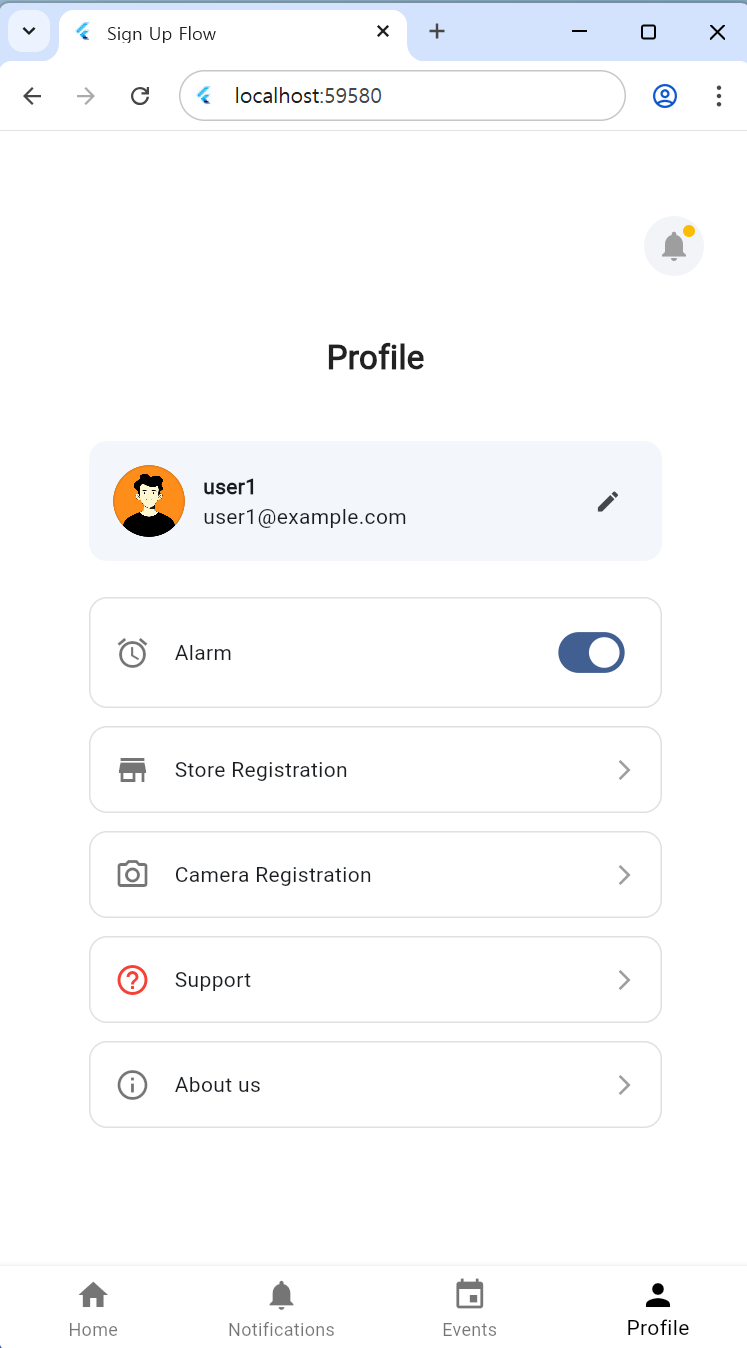 Sign Up Flow
localhost:59580
Profile
user1
user1@example.com
Alarm
Store Registration
Camera Registration
Support
About us
Home
Notifications
Events
Profile